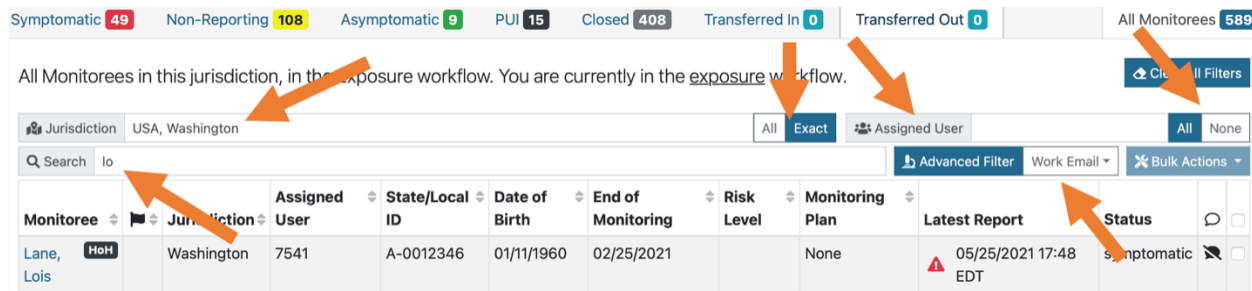 Symptomatic 49 Non-Reporting 108 Asymptomatic 9 PUI 15 Closed 408 Transferred In 0 Transferred Out 0 All Monitorees 589
All Monitorees in this jurisdiction, in the exposure workflow. You are currently in the exposure workflow. Clear All Filters
Jurisdiction USA, Washington All Exact Assigned User All None
Search lo Advanced Filter Work Email Bulk Actions
Monitoree Jurisdiction Assigned User State/Local ID Date of Birth End of Monitoring Risk Level Monitoring Plan Latest Report Status
Lane, Lois HoH Washington 7541 A-0012346 01/11/1960 02/25/2021 None 05/25/2021 17:48 EDT symptomatic